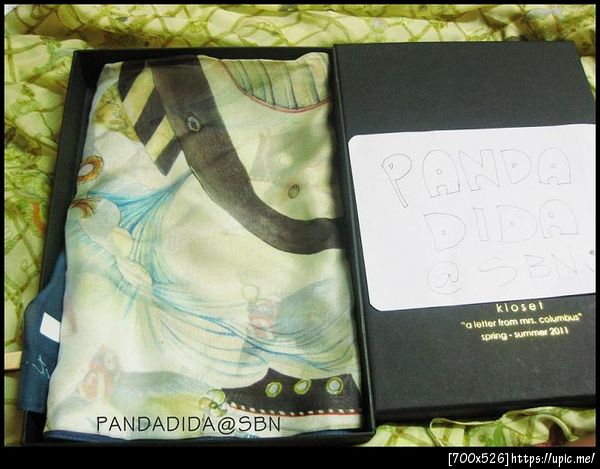 PANDA
DIDA
@ SBN
kloset
"a letter from mrs. columbus"
spring - summer 2011
PANDADIDA@SBN
[700x526]https://upic.me/